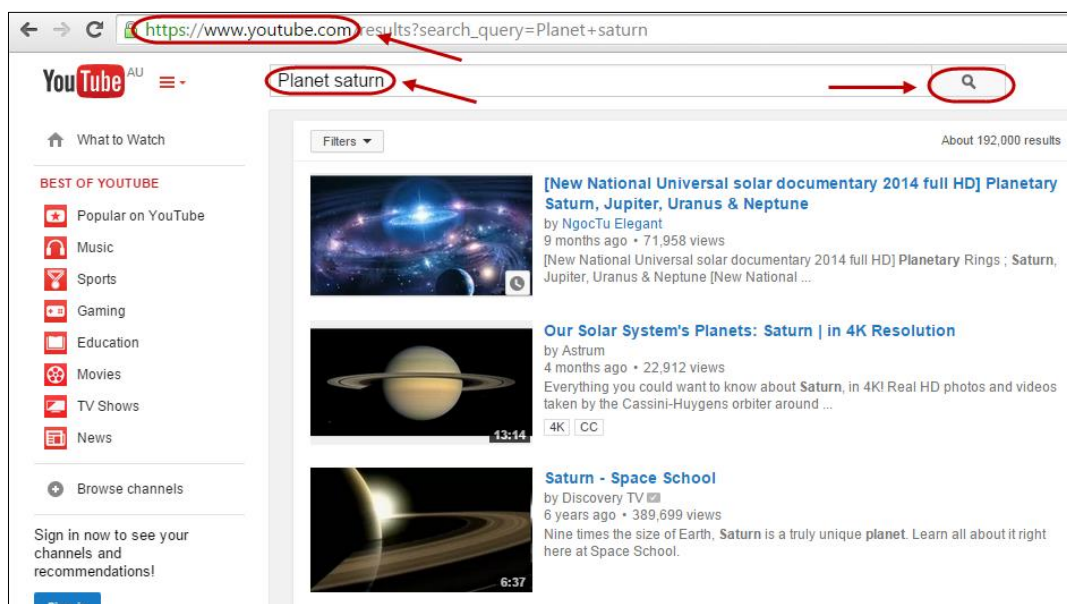 https://www.youtube.com/results?search_query=Planet+saturn
YouTube AU
Planet saturn
What to Watch
BEST OF YOUTUBE
Popular on YouTube
Music
Sports
Gaming
Education
Movies
TV Shows
News
Browse channels
Sign in now to see your
channels and
recommendations!
Filters
About 192,000 results
[New National Universal solar documentary 2014 full HD] Planetary
Saturn, Jupiter, Uranus & Neptune
by NgocTu Elegant
9 months ago • 71,958 views
[New National Universal solar documentary 2014 full HD] Planetary Rings ; Saturn,
Jupiter, Uranus & Neptune [New National ...
13:14
Our Solar System's Planets: Saturn | in 4K Resolution
by Astrum
4 months ago • 22,912 views
Everything you could want to know about Saturn, in 4K! Real HD photos and videos
taken by the Cassini-Huygens orbiter around ...
4K CC
6:37
Saturn - Space School
by Discovery TV
6 years ago • 389,699 views
Nine times the size of Earth, Saturn is a truly unique planet. Learn all about it right
here at Space School.